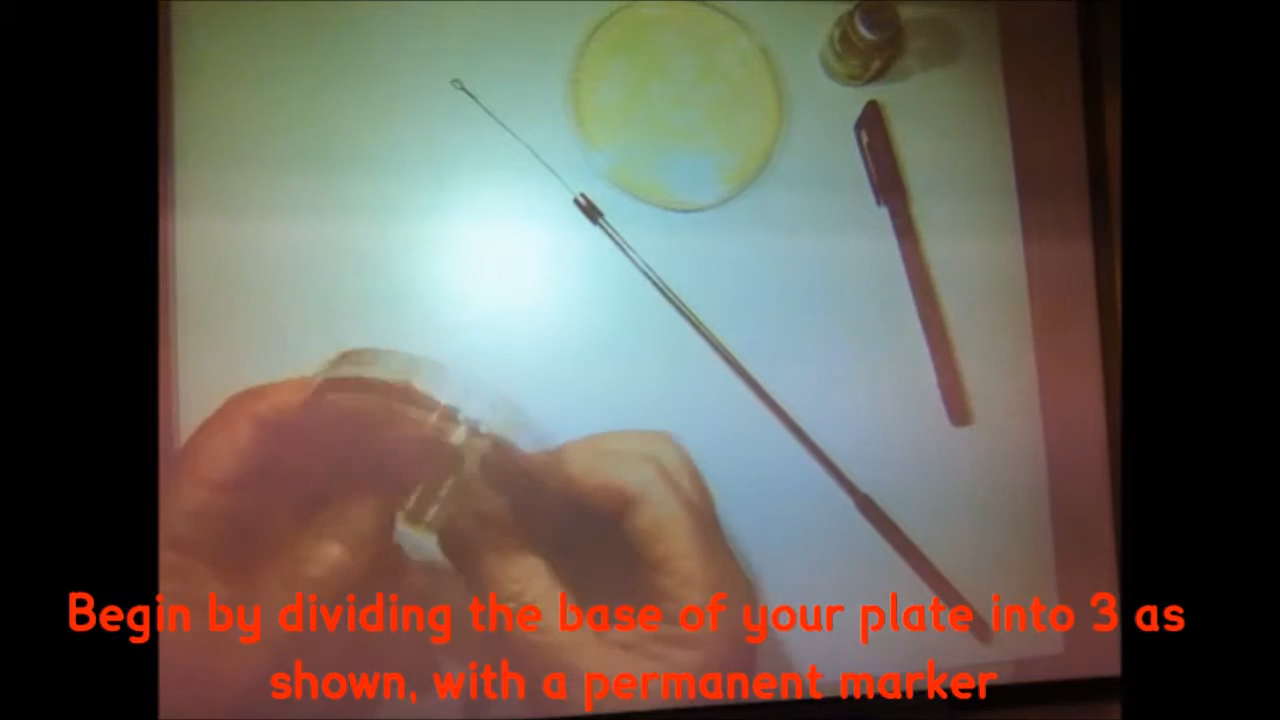 Begin by dividing the base of your plate into 3 as
shown, with a permanent marker